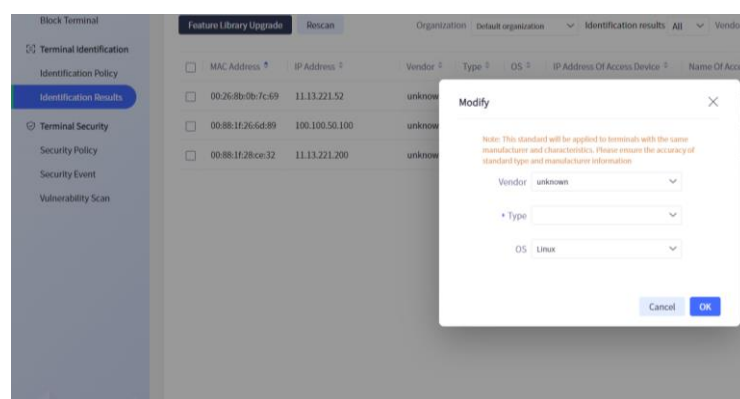 Block Terminal
Terminal Identification
Identification Policy
Identification Results
Terminal Security
Security Policy
Security Event
Vulnerability Scan
Feature Library Upgrade Rescan Organization Default organization Identification results All Vendo
MAC Address IP Address Vendor Type OS IP Address Of Access Device Name Of Acc
00:26:8b:0b:7c:69 11.13.221.52 unknow
00:88:1f:26:6d:89 100.100.50.100 unknow
00:88:1f:28:ce:32 11.13.221.200 unknow
Modify
Note: This standard will be applied to terminals with the same
manufacturer and characteristics. Please ensure the accuracy of
standard type and manufacturer information
Vendor unknown
* Type
OS Linux
Cancel OK